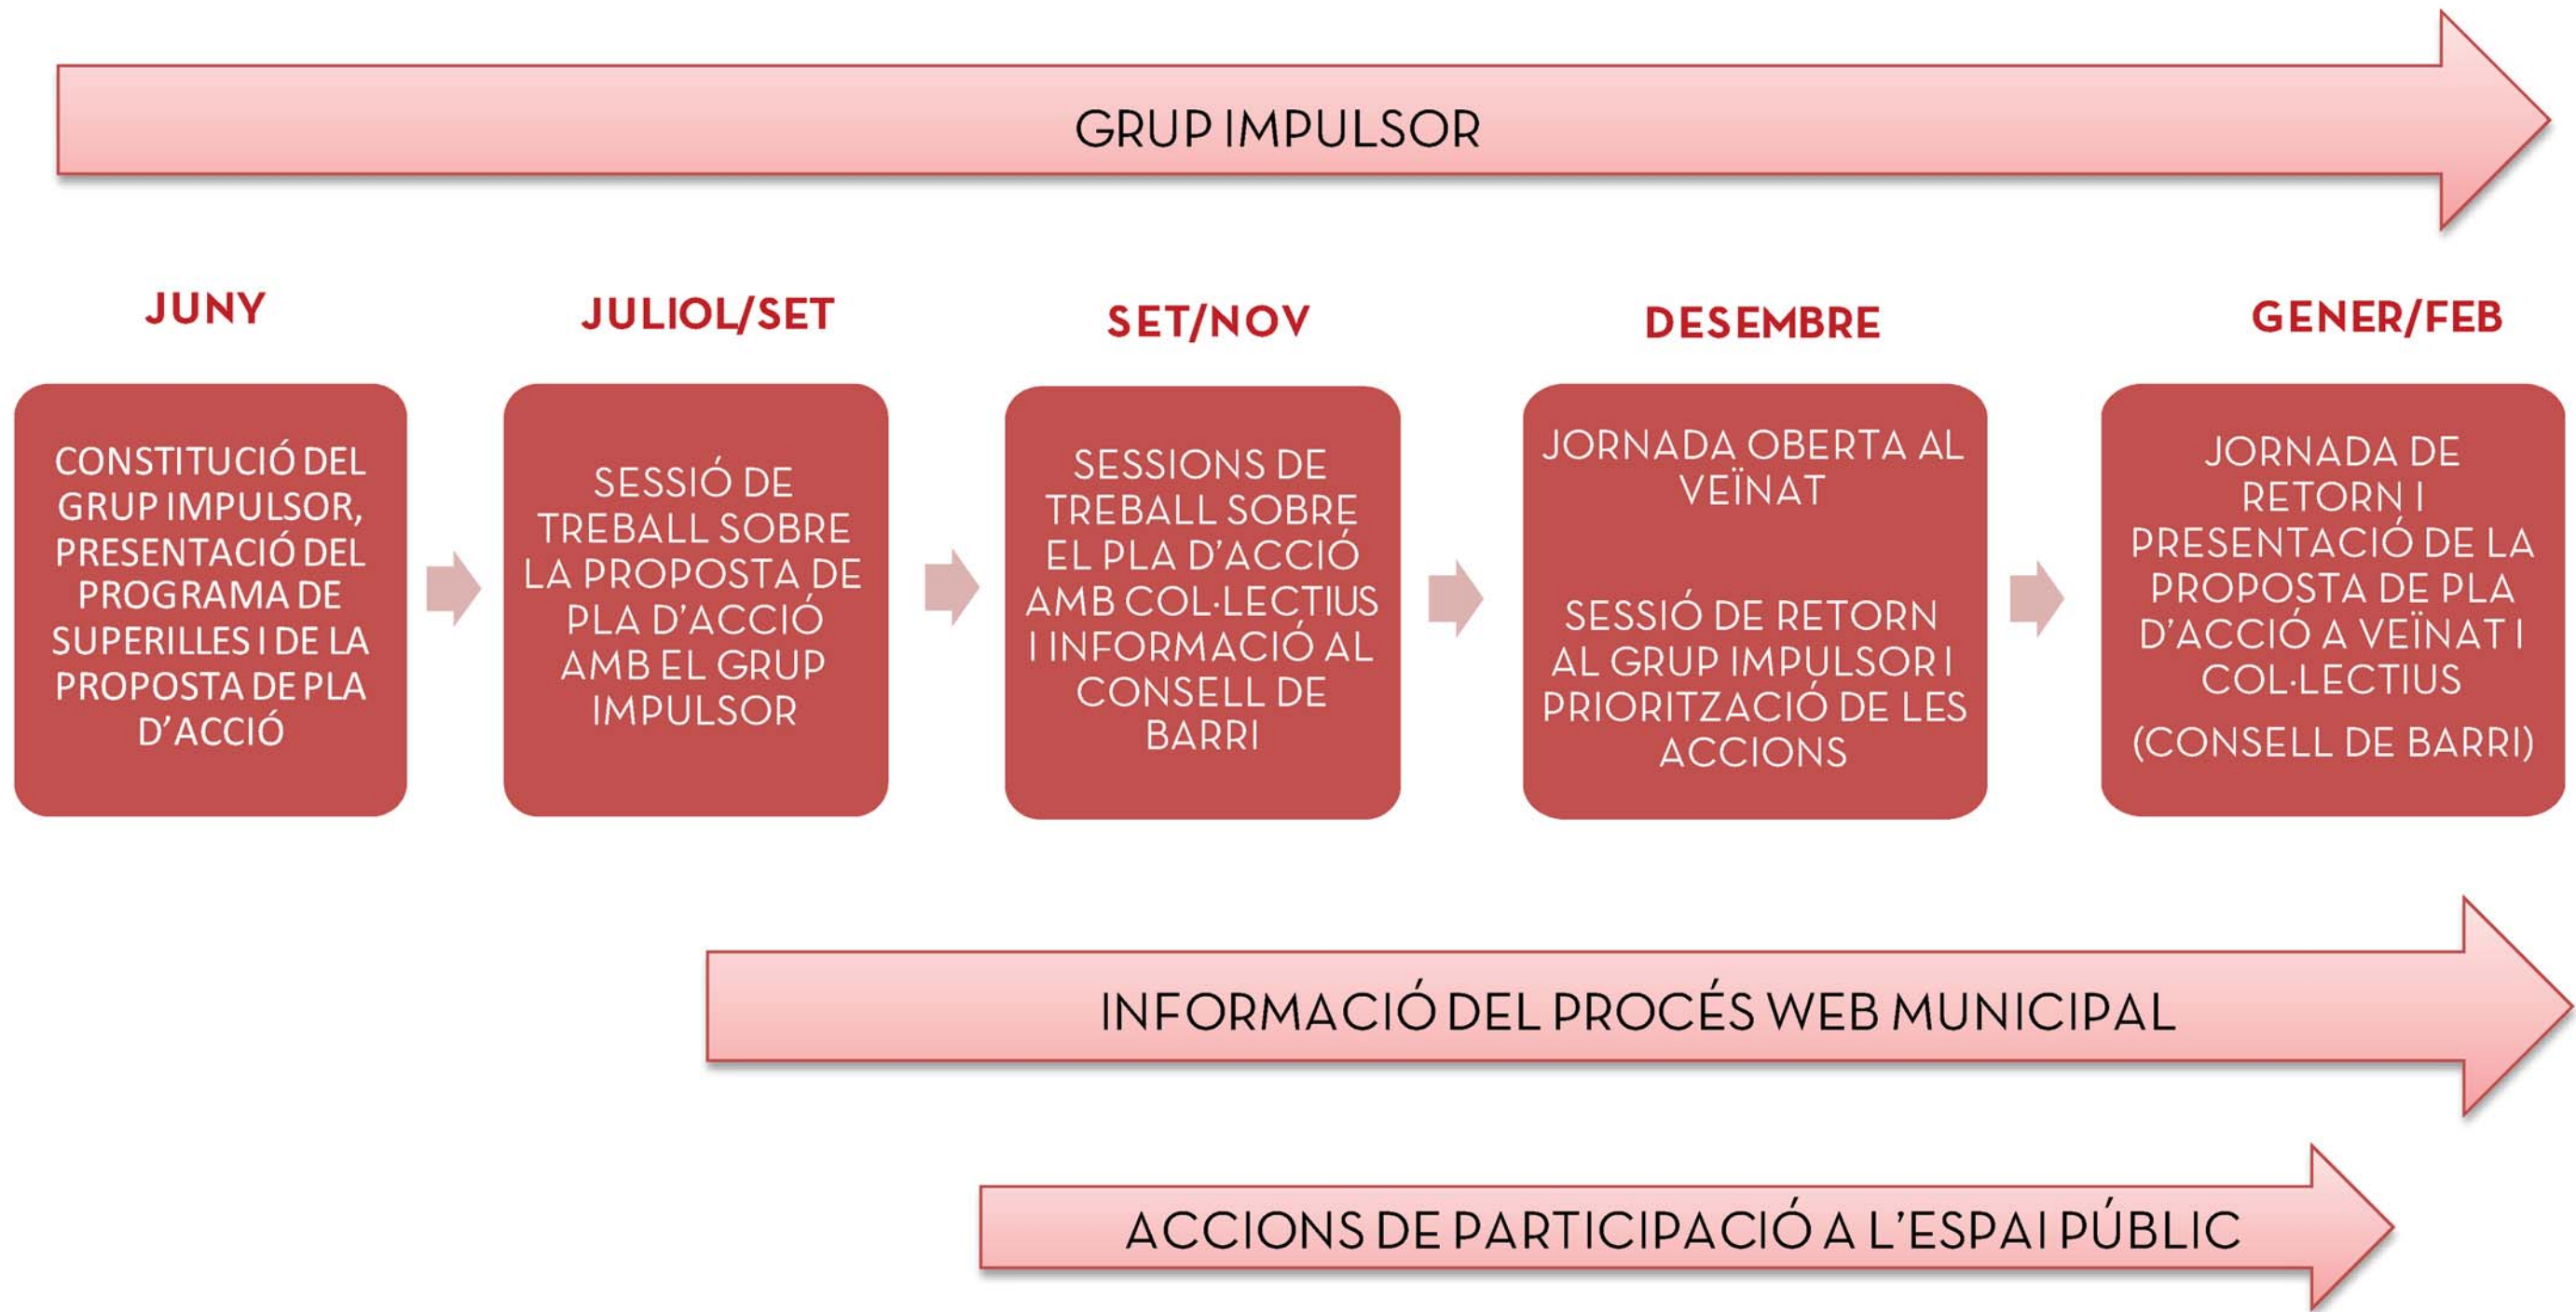 GRUP IMPULSOR
JUNY
JULIOL/SET
SET/NOV
DESEMBRE
GENER/FEB
CONSTITUCIÓ DEL
GRUP IMPULSOR,
PRESENTACIÓ DEL
PROGRAMA DE
SUPERILLES I DE LA
PROPOSTA DE PLA
D'ACCIÓ
SESSIÓ DE
TREBALL SOBRE
LA PROPOSTA DE
PLA D'ACCIÓ
AMB EL GRUP
IMPULSOR
SESSIONS DE
TREBALL SOBRE
EL PLA D'ACCIÓ
AMB COL·LECTIUS
I INFORMACIÓ AL
CONSELL DE
BARRI
JORNADA OBERTA AL
VEÏNAT
SESSIÓ DE RETORN
AL GRUP IMPULSOR I
PRIORITZACIÓ DE LES
ACCIONS
JORNADA DE
RETORN I
PRESENTACIÓ DE LA
PROPOSTA DE PLA
D'ACCIÓ A VEÏNAT I
COL·LECTIUS
(CONSELL DE BARRI)
INFORMACIÓ DEL PROCÉS WEB MUNICIPAL
ACCIONS DE PARTICIPACIÓ A L'ESPAI PÚBLIC